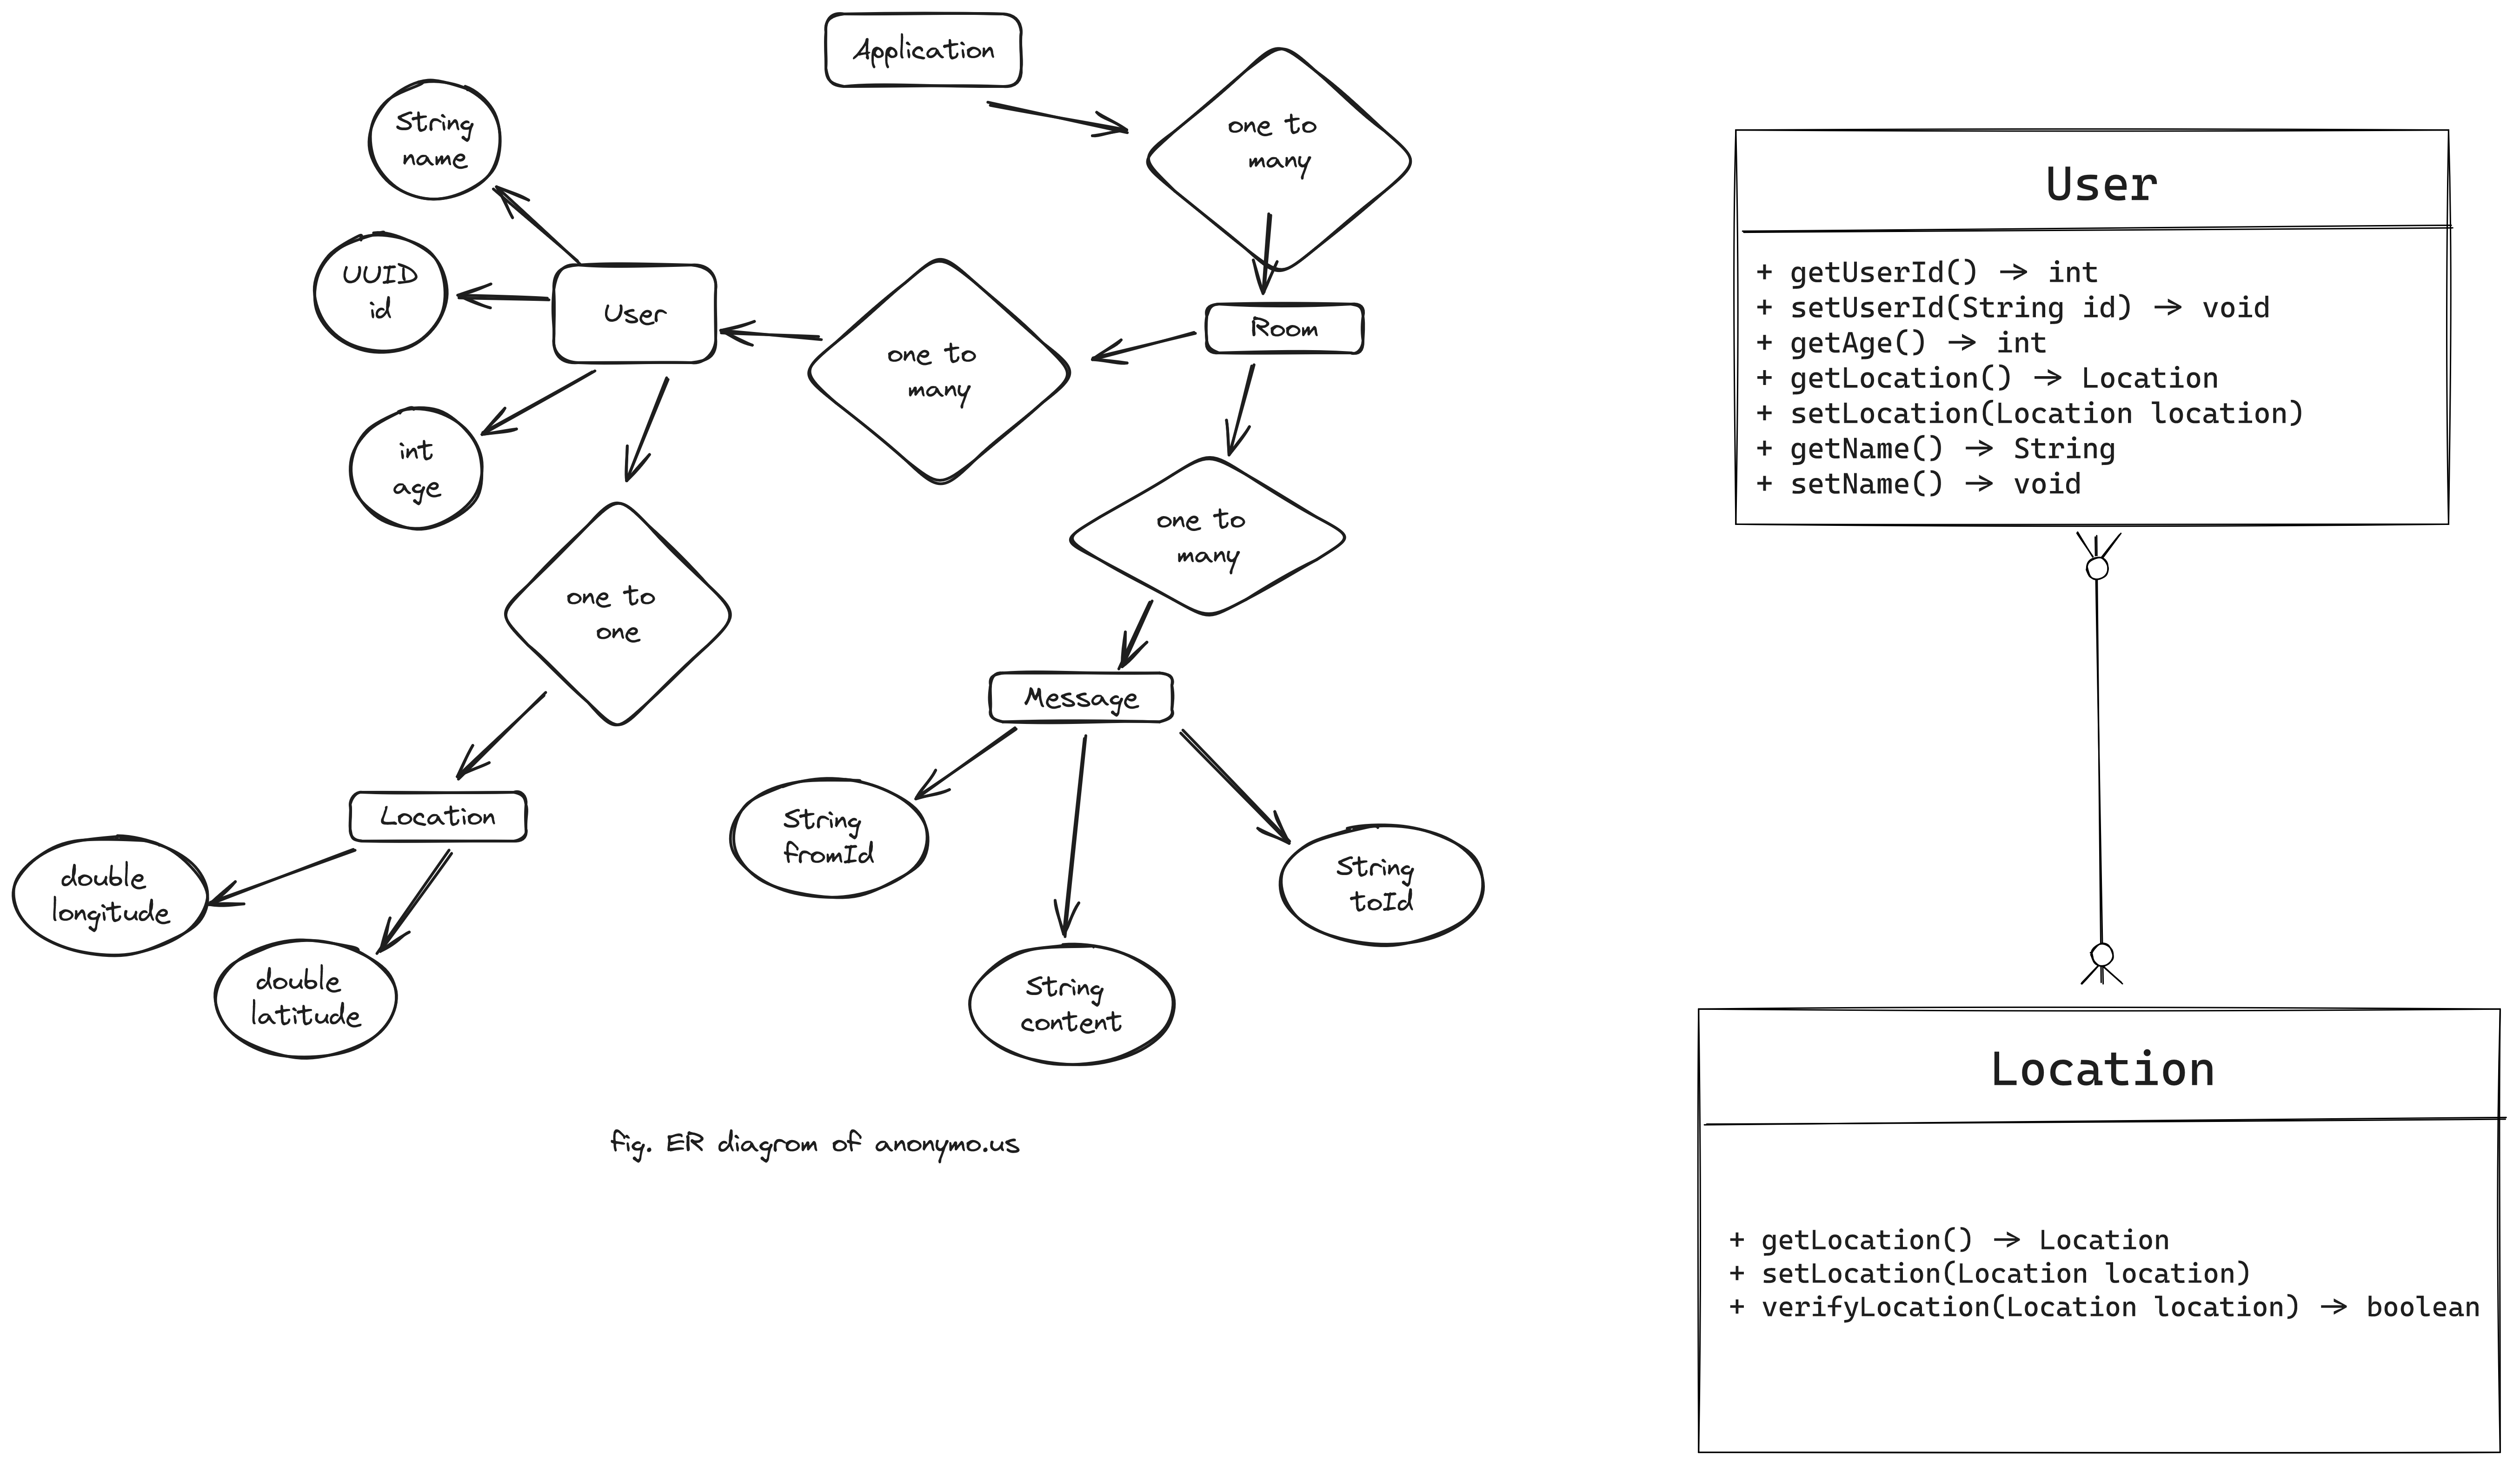 Application
one to
many
String
name
UUID
id
User
int
age
one to
many
Room
one to
many
one to
one
Message
Location
String
fromId
String
toId
double
longitude
double
latitude
String
content
fig. ER diagrom of anonymo.us
User
+ getUserId() -> int
+ setUserId(String id) -> void
+ getAge() -> int
+ getLocation() -> Location
+ setLocation(Location location)
+ getName() -> String
+ setName() -> void
Location
+ getLocation() -> Location
+ setLocation(Location location)
+ verifyLocation(Location location) -> boolean